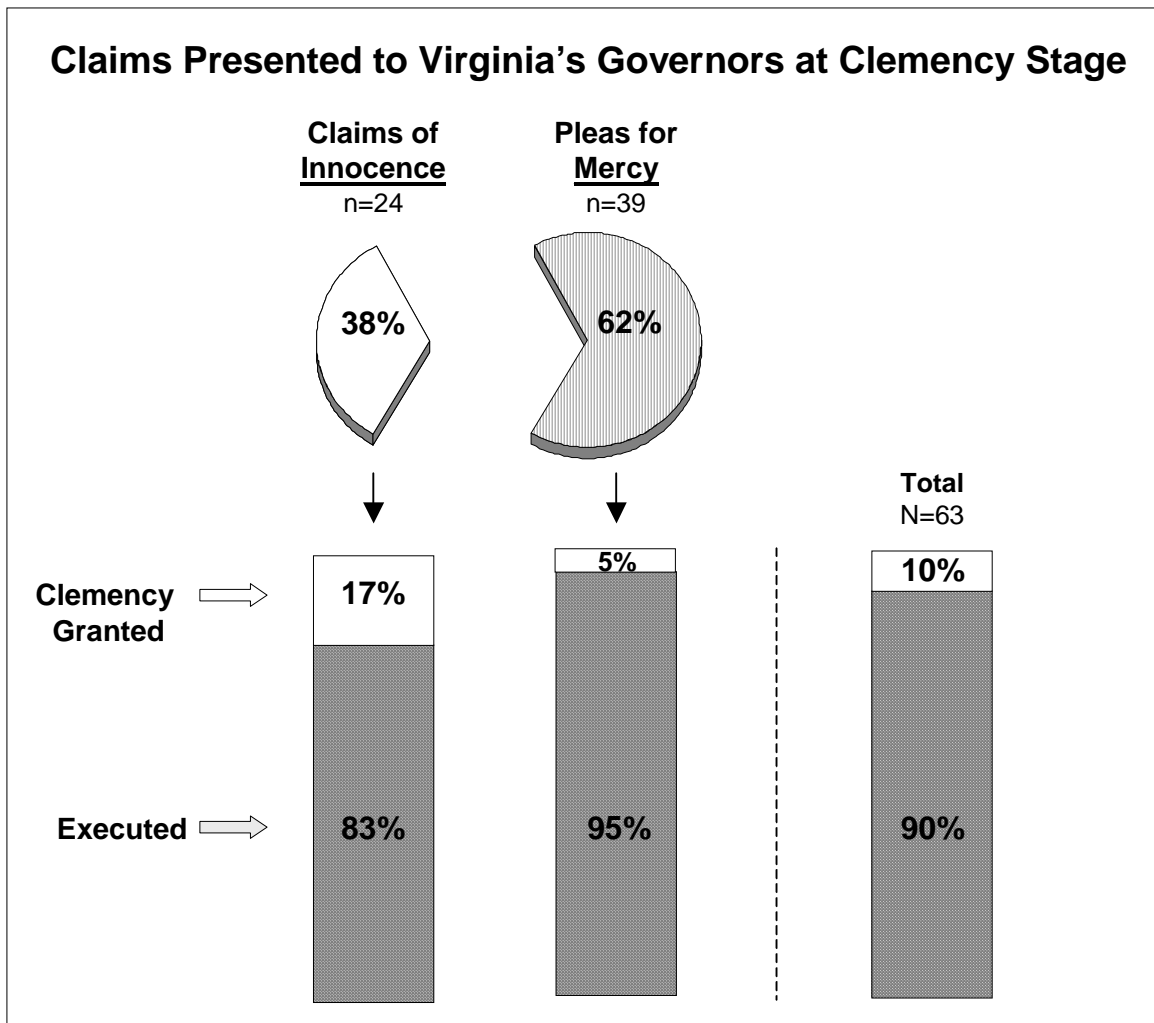 Claims Presented to Virginia's Governors at Clemency Stage
Claims of
Innocence
n=24
Pleas for
Mercy
n=39
38%
62%
Total
N=63
Clemency
Granted
17%
5%
10%
Executed
83%
95%
90%